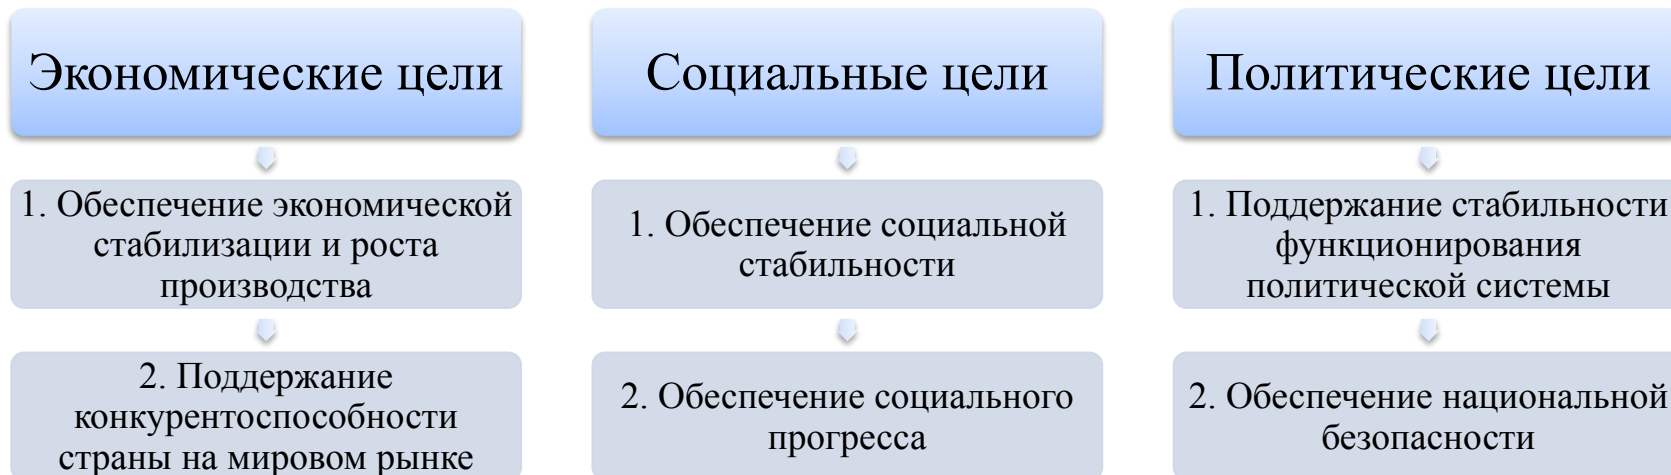 Экономические цели
1. Обеспечение экономической
стабилизации и роста
производства
2. Поддержание
конкурентоспособности
страны на мировом рынке
Социальные цели
1. Обеспечение социальной
стабильности
2. Обеспечение социального
прогресса
Политические цели
1. Поддержание стабильности
функционирования
политической системы
2. Обеспечение национальной
безопасности